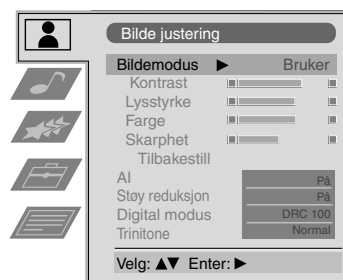 Bilde justering
Bildemodus ▶ Bruker
Kontrast
Lysstyrke
Farge
Skarphet
Tilbakestill
AI På
Støy reduksjon På
Digital modus DRC 100
Trinitone Normal
Velg: ▲▼ Enter: ▶